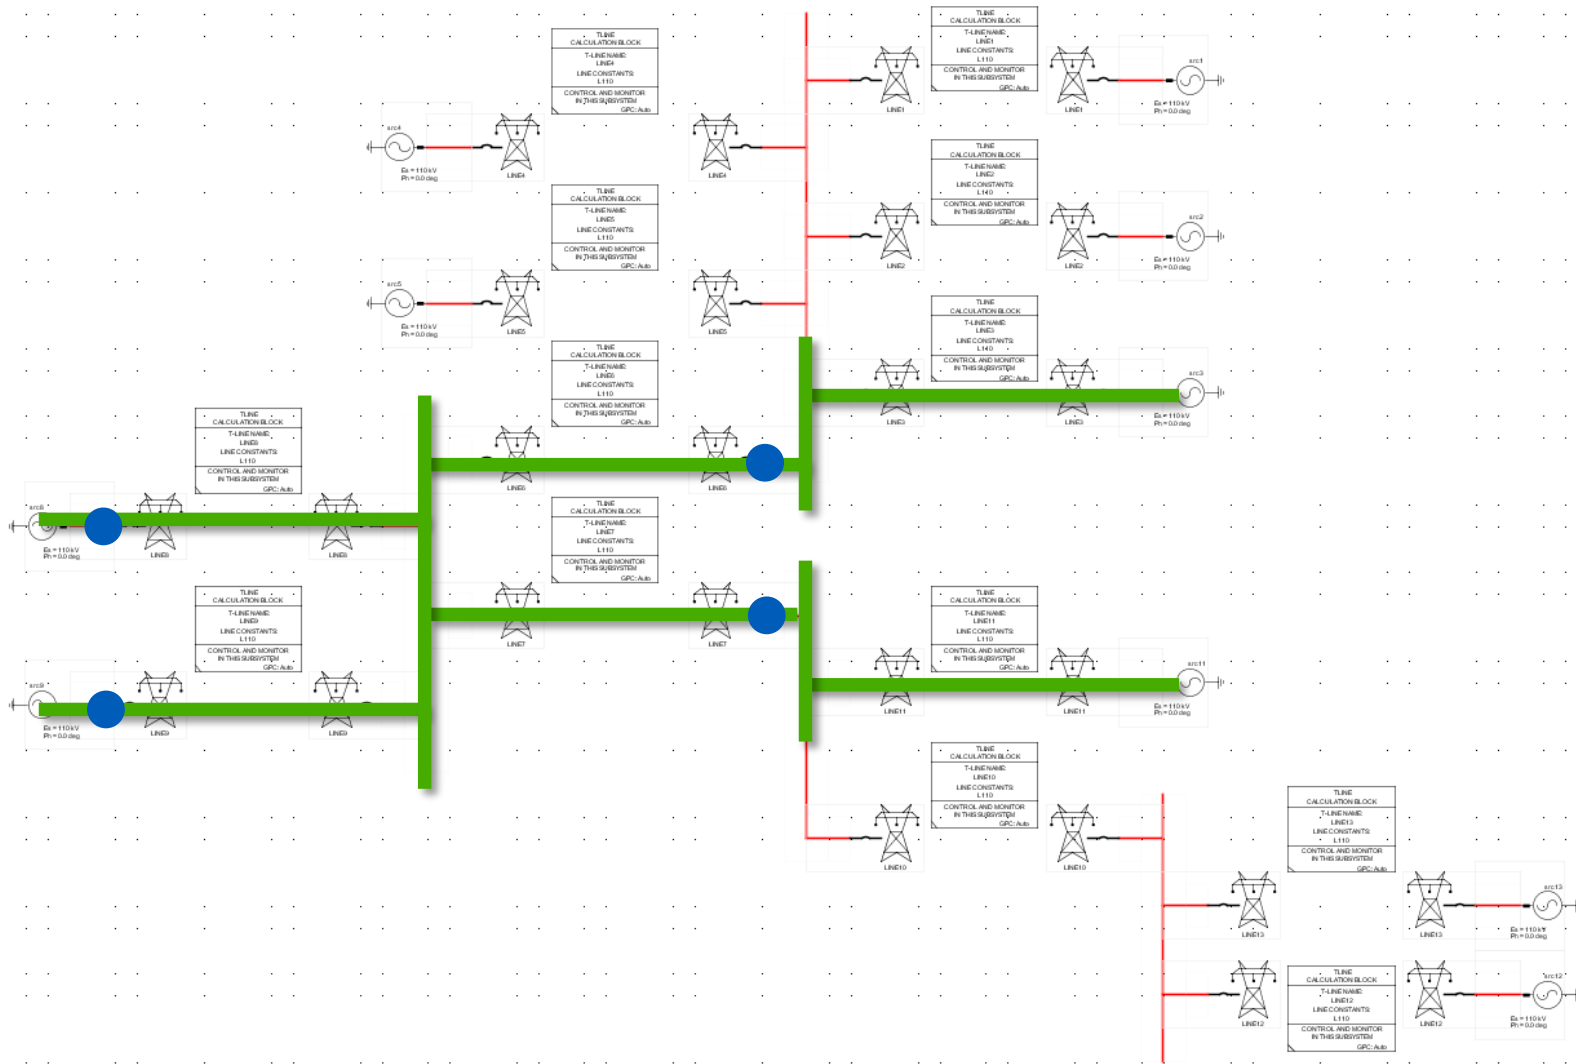 TLINE
CALCULATION BLOCK
T-LINE NAME:
LINE1
LINE CONSTANTS:
L110
CONTROL AND MONITOR
IN THIS SUBSYSTEM
GPC: Auto
LINE1
LINE1
src1
Es = 110 kV
Ph = 0.0 deg
TLINE
CALCULATION BLOCK
T-LINE NAME:
LINE4
LINE CONSTANTS:
L110
CONTROL AND MONITOR
IN THIS SUBSYSTEM
GPC: Auto
src4
Es = 110 kV
Ph = 0.0 deg
LINE4
LINE4
TLINE
CALCULATION BLOCK
T-LINE NAME:
LINE2
LINE CONSTANTS:
L140
CONTROL AND MONITOR
IN THIS SUBSYSTEM
GPC: Auto
LINE2
LINE2
src2
Es = 110 kV
Ph = 0.0 deg
TLINE
CALCULATION BLOCK
T-LINE NAME:
LINE5
LINE CONSTANTS:
L110
CONTROL AND MONITOR
IN THIS SUBSYSTEM
GPC: Auto
src5
Es = 110 kV
Ph = 0.0 deg
LINE5
LINE5
TLINE
CALCULATION BLOCK
T-LINE NAME:
LINE3
LINE CONSTANTS:
L140
CONTROL AND MONITOR
IN THIS SUBSYSTEM
GPC: Auto
LINE3
LINE3
src3
Es = 110 kV
Ph = 0.0 deg
TLINE
CALCULATION BLOCK
T-LINE NAME:
LINE6
LINE CONSTANTS:
L110
CONTROL AND MONITOR
IN THIS SUBSYSTEM
GPC: Auto
LINE6
LINE6
TLINE
CALCULATION BLOCK
T-LINE NAME:
LINE8
LINE CONSTANTS:
L110
CONTROL AND MONITOR
IN THIS SUBSYSTEM
GPC: Auto
src8
Es = 110 kV
Ph = 0.0 deg
LINE8
LINE8
TLINE
CALCULATION BLOCK
T-LINE NAME:
LINE7
LINE CONSTANTS:
L110
CONTROL AND MONITOR
IN THIS SUBSYSTEM
GPC: Auto
LINE7
LINE7
TLINE
CALCULATION BLOCK
T-LINE NAME:
LINE9
LINE CONSTANTS:
L110
CONTROL AND MONITOR
IN THIS SUBSYSTEM
GPC: Auto
src9
Es = 110 kV
Ph = 0.0 deg
LINE9
LINE9
TLINE
CALCULATION BLOCK
T-LINE NAME:
LINE11
LINE CONSTANTS:
L110
CONTROL AND MONITOR
IN THIS SUBSYSTEM
GPC: Auto
LINE11
LINE11
src11
Es = 110 kV
Ph = 0.0 deg
TLINE
CALCULATION BLOCK
T-LINE NAME:
LINE10
LINE CONSTANTS:
L110
CONTROL AND MONITOR
IN THIS SUBSYSTEM
GPC: Auto
LINE10
LINE10
TLINE
CALCULATION BLOCK
T-LINE NAME:
LINE13
LINE CONSTANTS:
L110
CONTROL AND MONITOR
IN THIS SUBSYSTEM
GPC: Auto
LINE13
LINE13
src13
Es = 110 kV
Ph = 0.0 deg
TLINE
CALCULATION BLOCK
T-LINE NAME:
LINE12
LINE CONSTANTS:
L110
CONTROL AND MONITOR
IN THIS SUBSYSTEM
GPC: Auto
LINE12
LINE12
src12
Es = 110 kV
Ph = 0.0 deg